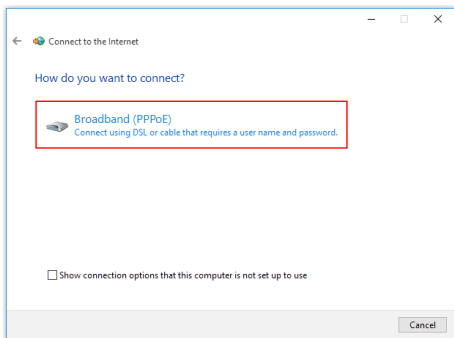 Connect to the Internet
How do you want to connect?
Broadband (PPPoE)
Connect using DSL or cable that requires a user name and password.
Show connection options that this computer is not set up to use
Cancel